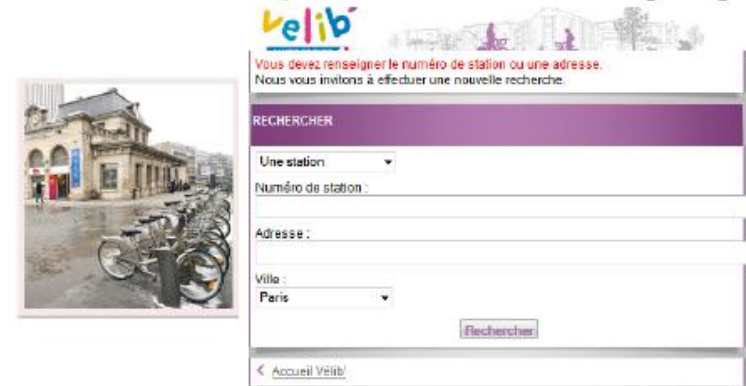 velib'
Vous devez renseigner le numéro de station ou une adresse.
Nous vous invitons à effectuer une nouvelle recherche.
RECHERCHER
Une station
Numéro de station :
Adresse :
Ville :
Paris
Rechercher
< Accueil Vélib'